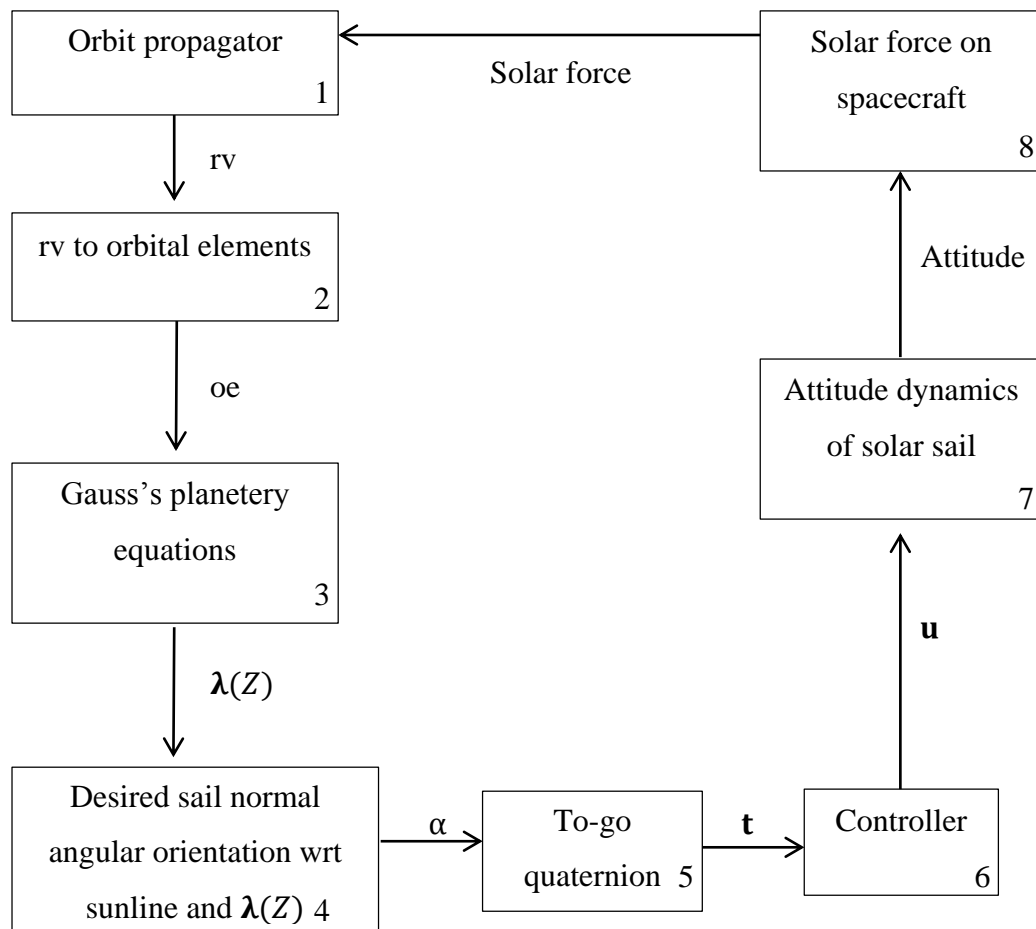 Orbit propagator
1
Solar force
Solar force on
spacecraft
8
rv
rv to orbital elements
2
Attitude
oe
Attitude dynamics
of solar sail
7
Gauss’s planetery
equations
3
u
λ(Z)
Desired sail normal
angular orientation wrt
sunline and λ(Z) 4
α
To-go
quaternion 5
t
Controller
6